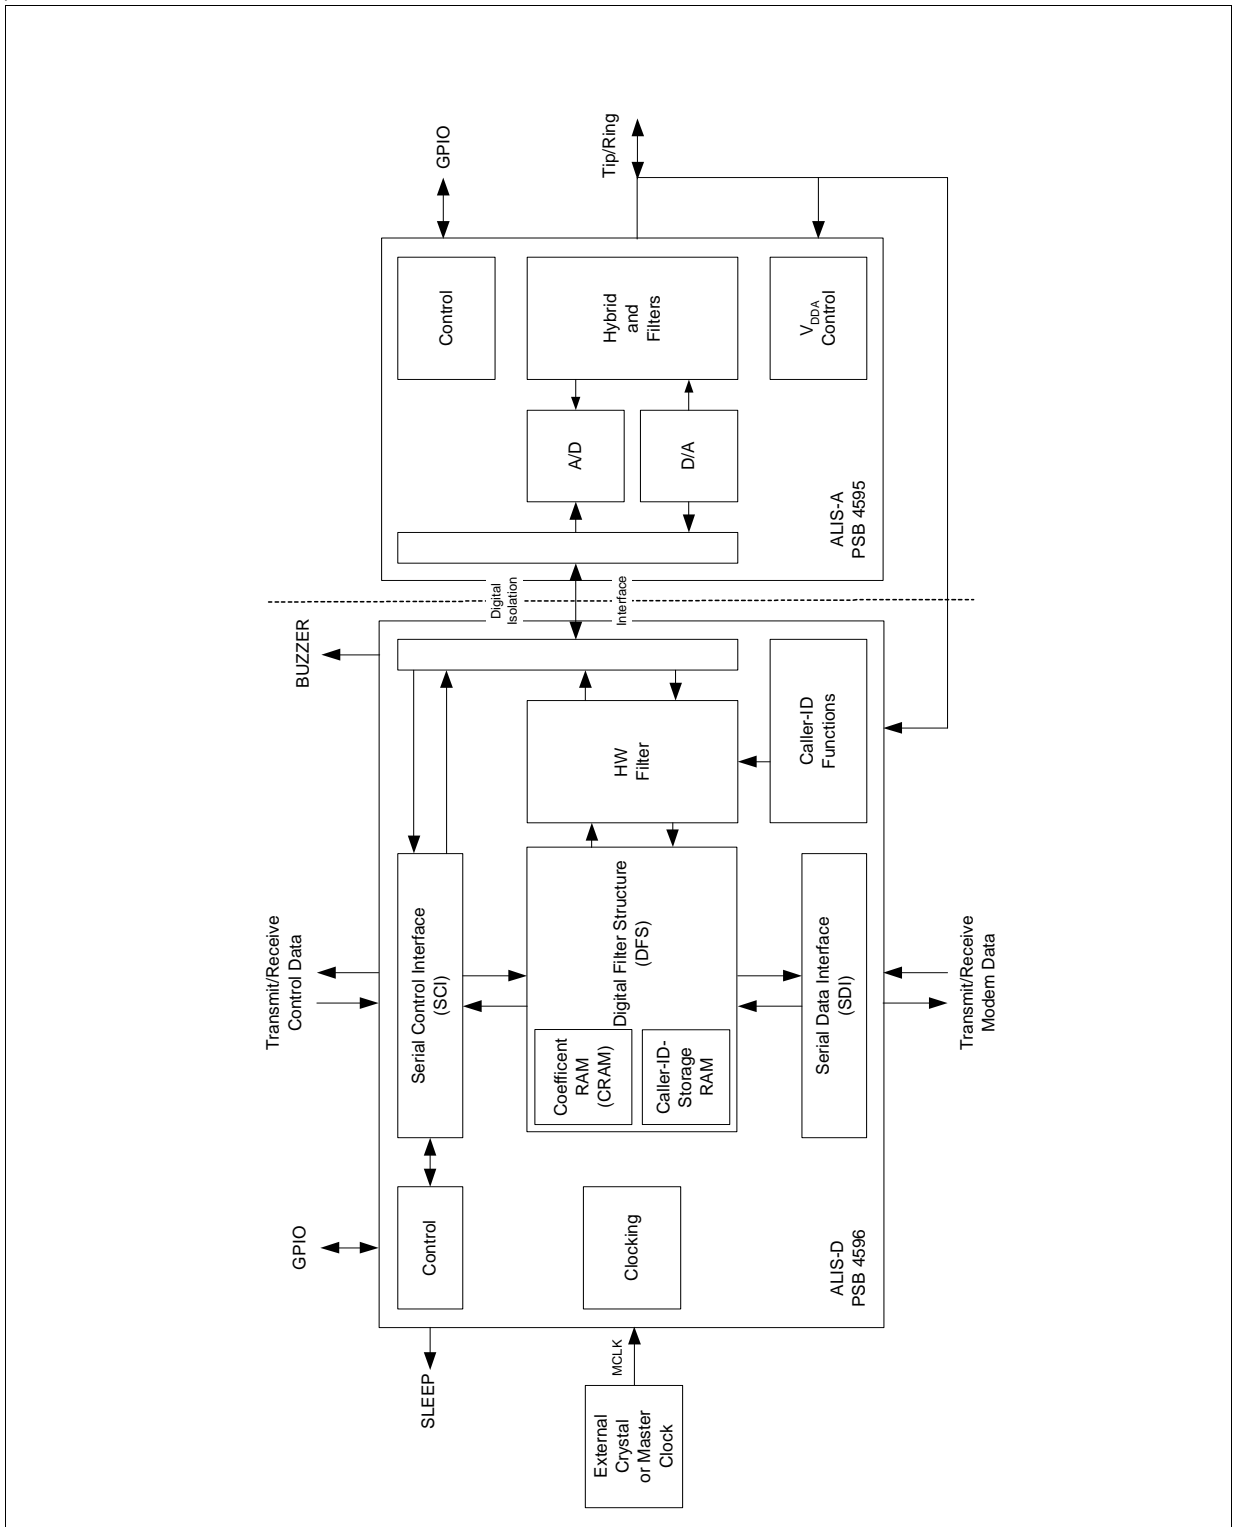 SLEEP
GPIO
Transmit/Receive
Control Data
BUZZER
GPIO
Control
Serial Control Interface
(SCI)
Digital
Isolation
Interface
Control
External
Crystal
or Master
Clock
MCLK
Clocking
Coefficent
RAM
(CRAM)
Caller-ID-
Storage
RAM
Digital Filter Structure
(DFS)
HW
Filter
A/D
D/A
Hybrid
and
Filters
Tip/Ring
Serial Data Interface
(SDI)
Caller-ID
Functions
VDDA
Control
ALIS-D
PSB 4596
ALIS-A
PSB 4595
Transmit/Receive
Modem Data